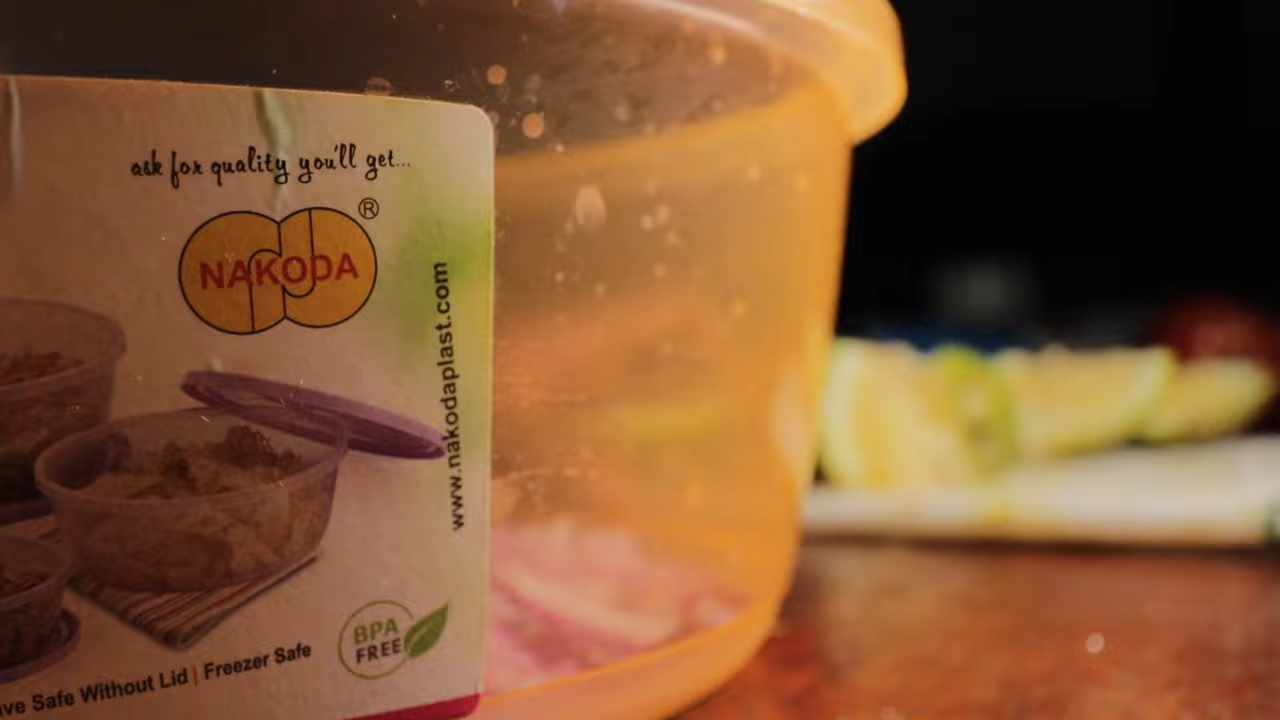 ask for quality you'll get...
NAKODA®
www.nakodaplast.com
BPA
FREE
Safe Without Lid | Freezer Safe